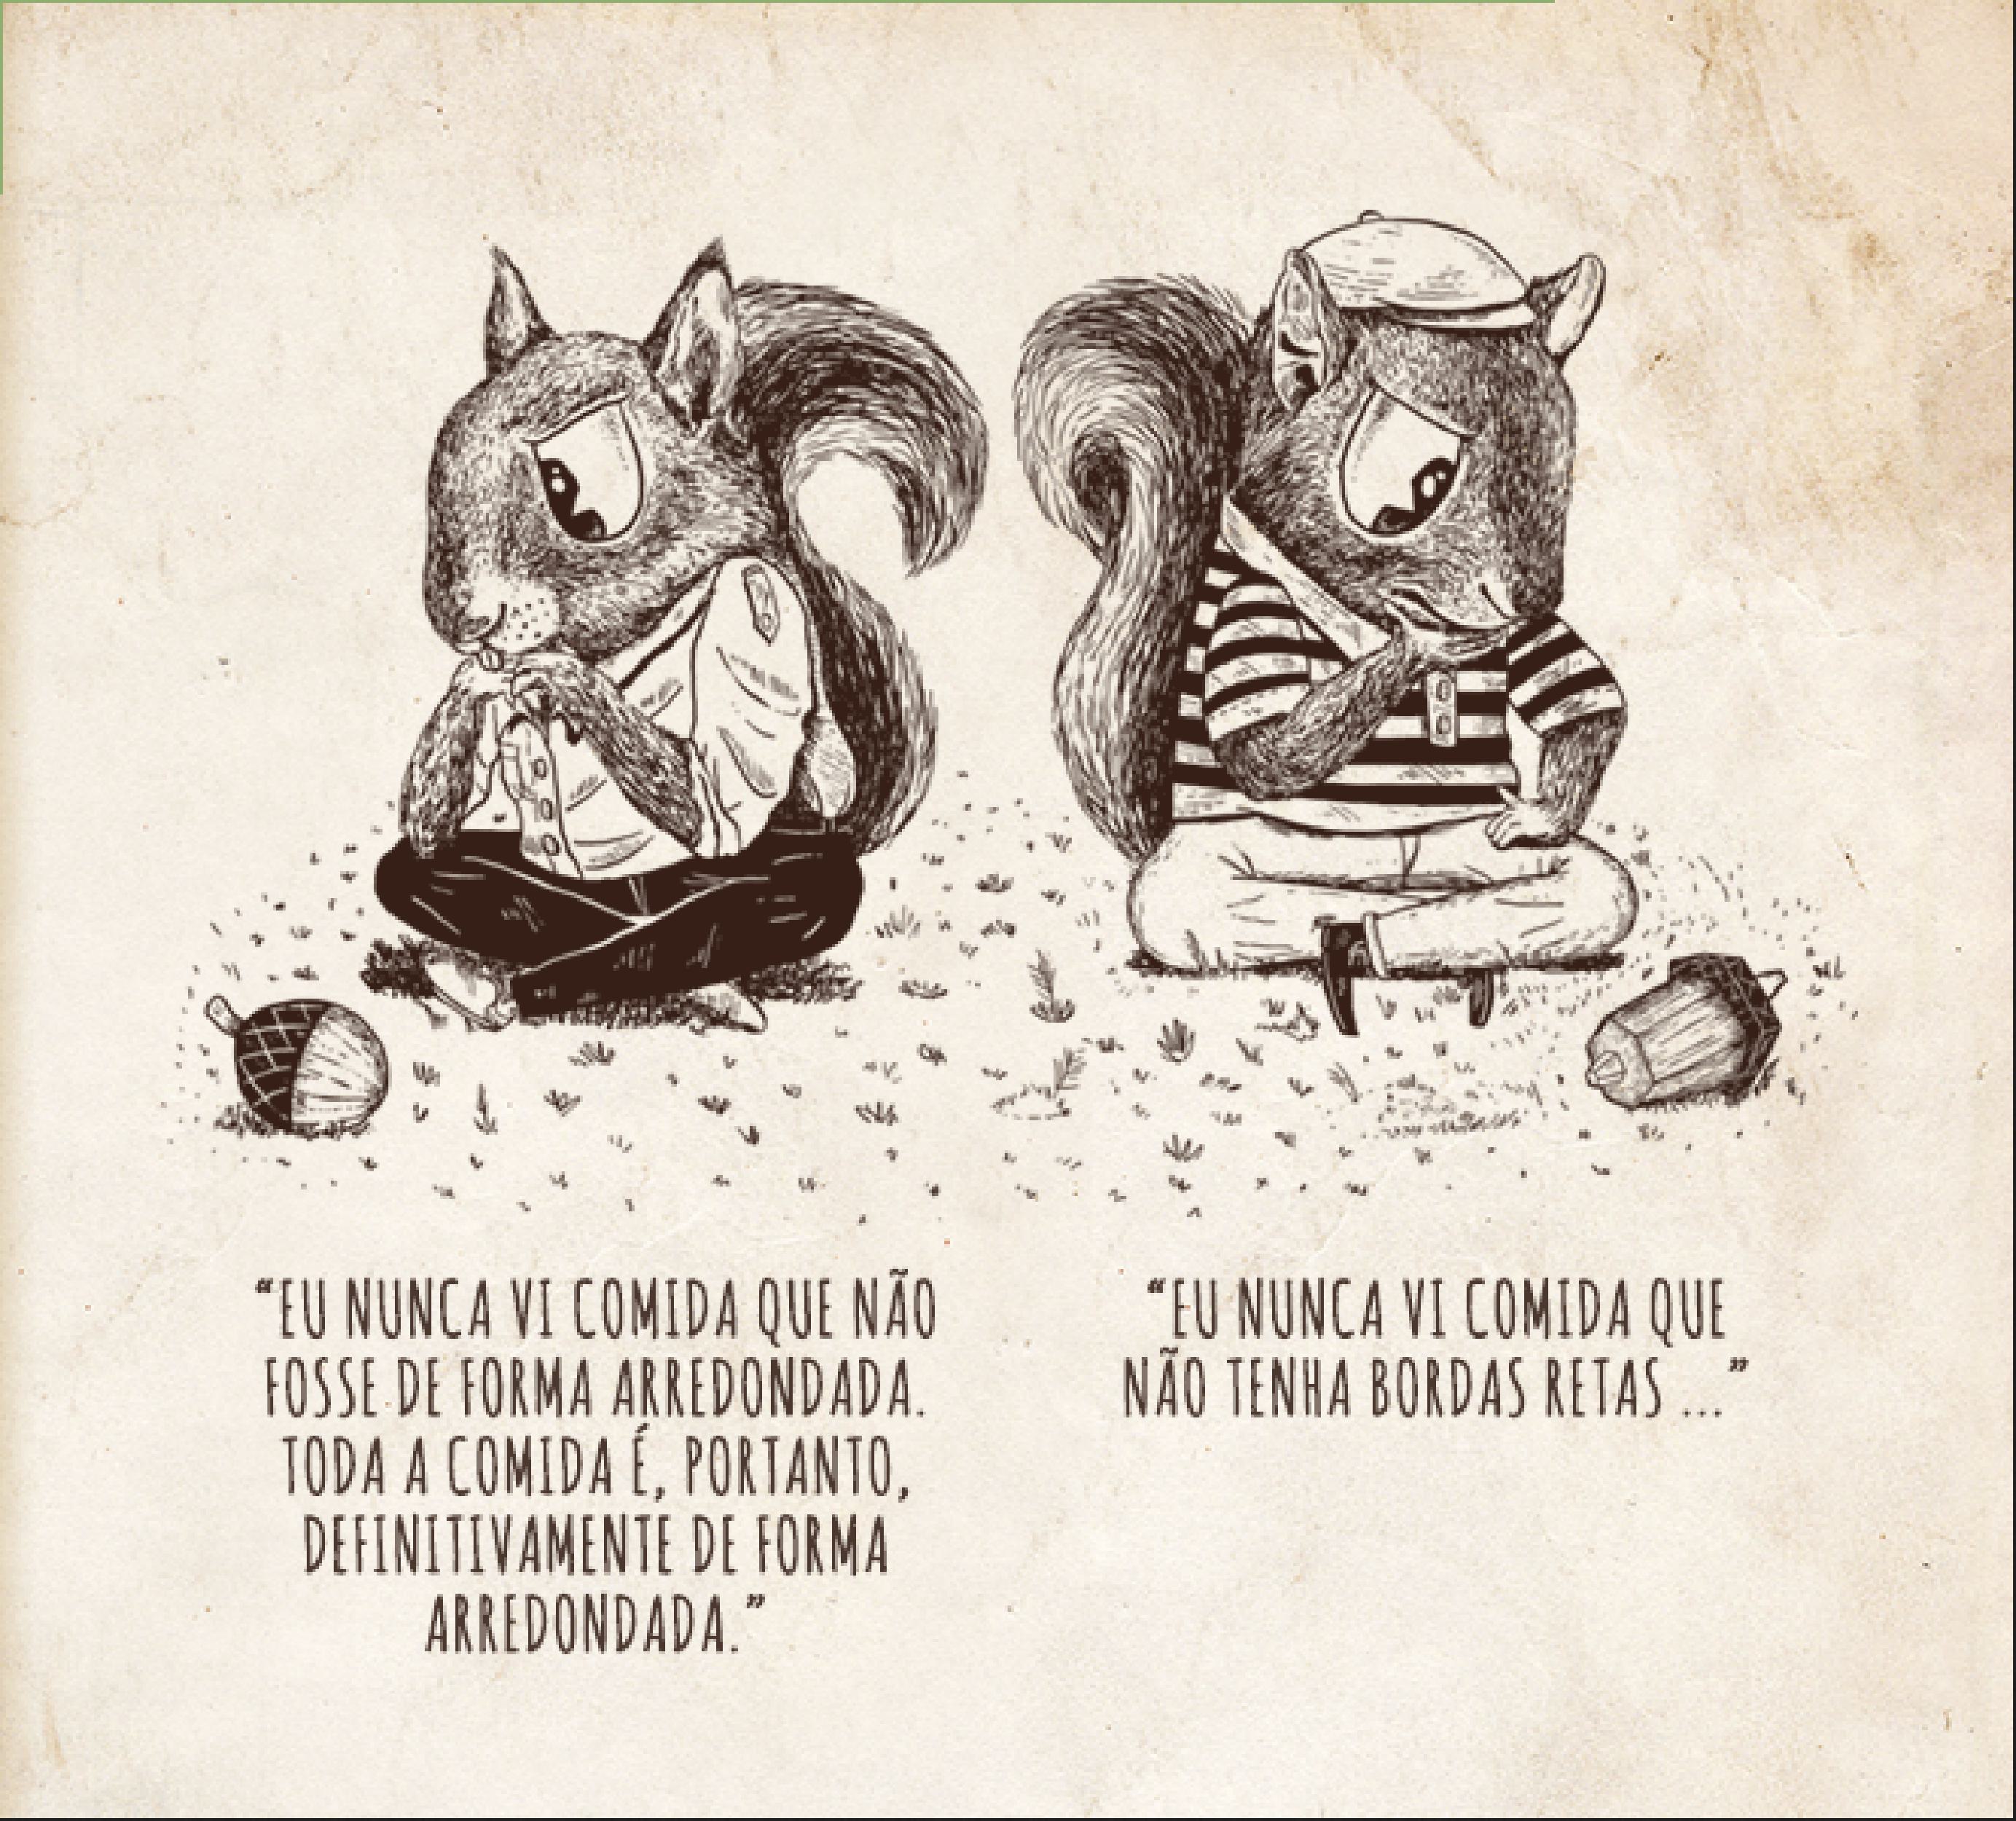 “EU NUNCA VI COMIDA QUE NÃO
FOSSE DE FORMA ARREDONDADA.
TODA A COMIDA É, PORTANTO,
DEFINITIVAMENTE DE FORMA
ARREDONDADA.”
“EU NUNCA VI COMIDA QUE
NÃO TENHA BORDAS RETAS ...”